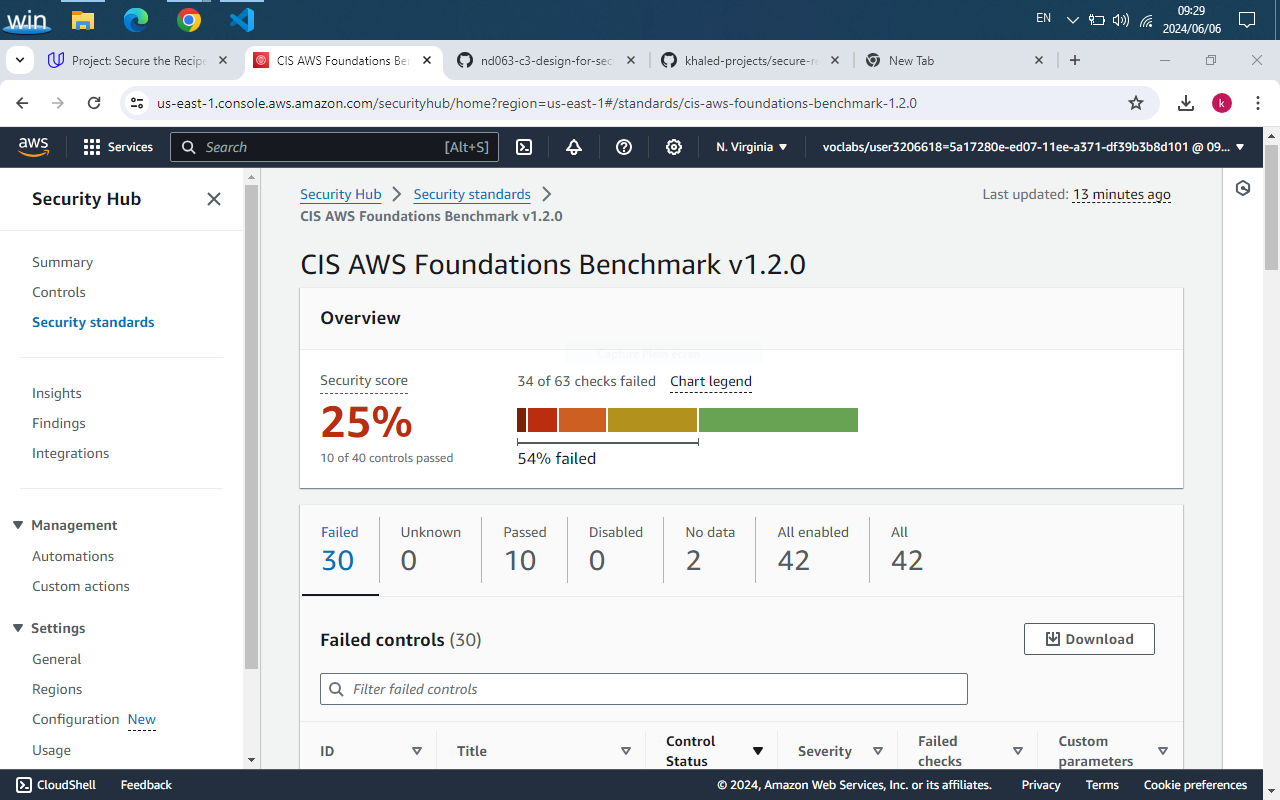 win
EN
09:29
2024/06/06
Project: Secure the Recipe
CIS AWS Foundations Ben
nd063-c3-design-for-sec
khaled-projects/secure-re
New Tab
us-east-1.console.aws.amazon.com/securityhub/home?region=us-east-1#/standards/cis-aws-foundations-benchmark-1.2.0
k
aws
Services
Search
[Alt+S]
N. Virginia
voclabs/user3206618=5a17280e-ed07-11ee-a371-df39b3b8d101 @ 09...
Security Hub
Summary
Controls
Security standards
Insights
Findings
Integrations
Management
Automations
Custom actions
Settings
General
Regions
Configuration New
Usage
Security Hub
Security standards
CIS AWS Foundations Benchmark v1.2.0
Last updated: 13 minutes ago
CIS AWS Foundations Benchmark v1.2.0
Overview
Security score
25%
10 of 40 controls passed
34 of 63 checks failed
Chart legend
54% failed
Failed
30
Unknown
0
Passed
10
Disabled
0
No data
2
All enabled
42
All
42
Failed controls (30)
Download
Filter failed controls
ID
Title
Control
Status
Severity
Failed
checks
Custom
parameters
CloudShell
Feedback
© 2024, Amazon Web Services, Inc. or its affiliates.
Privacy
Terms
Cookie preferences